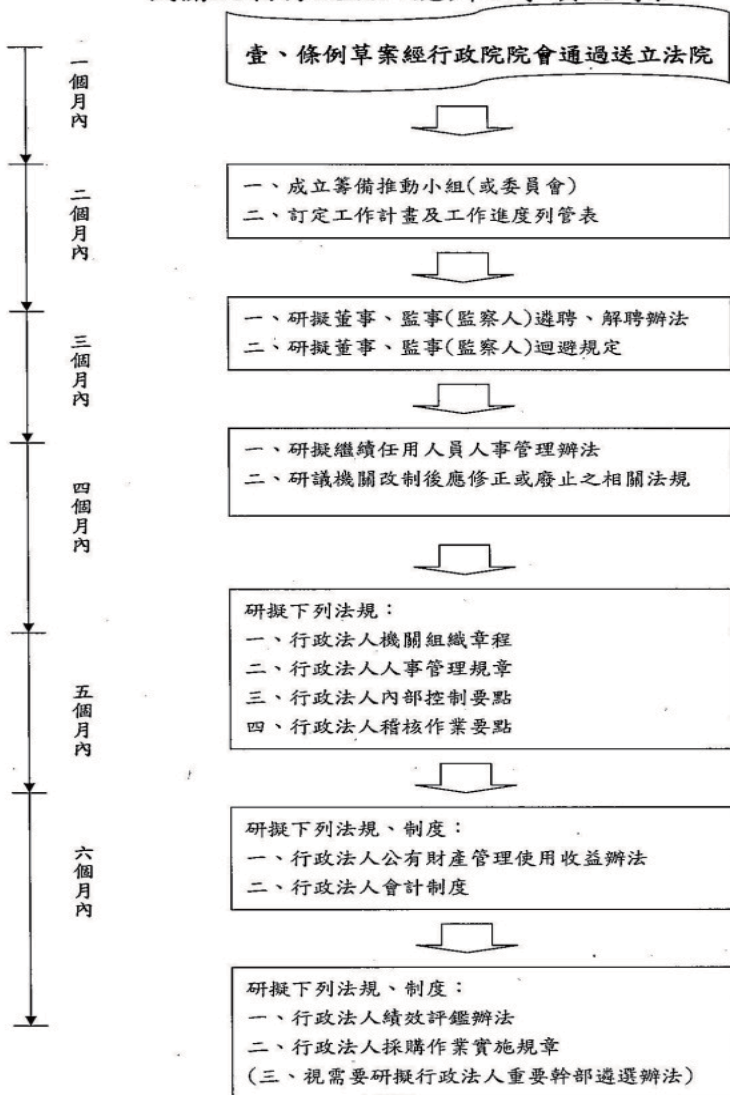 壹、條例草案經行政院院會通過送立法院
一個月內
一、成立籌備推動小組(或委員會)
二、訂定工作計畫及工作進度列管表
二個月內
一、研擬董事、監事(監察人)遴聘、解聘辦法
二、研擬董事、監事(監察人)迴避規定
三個月內
一、研擬繼續任用人員人事管理辦法
二、研議機關改制後應修正或廢止之相關法規
四個月內
研擬下列法規：
一、行政法人機關組織章程
二、行政法人人事管理規章
三、行政法人內部控制要點
四、行政法人稽核作業要點
五個月內
研擬下列法規、制度：
一、行政法人公有財產管理使用收益辦法
二、行政法人會計制度
六個月內
研擬下列法規、制度：
一、行政法人績效評鑑辦法
二、行政法人採購作業實施規章
(三、視需要研擬行政法人重要幹部遴選辦法)